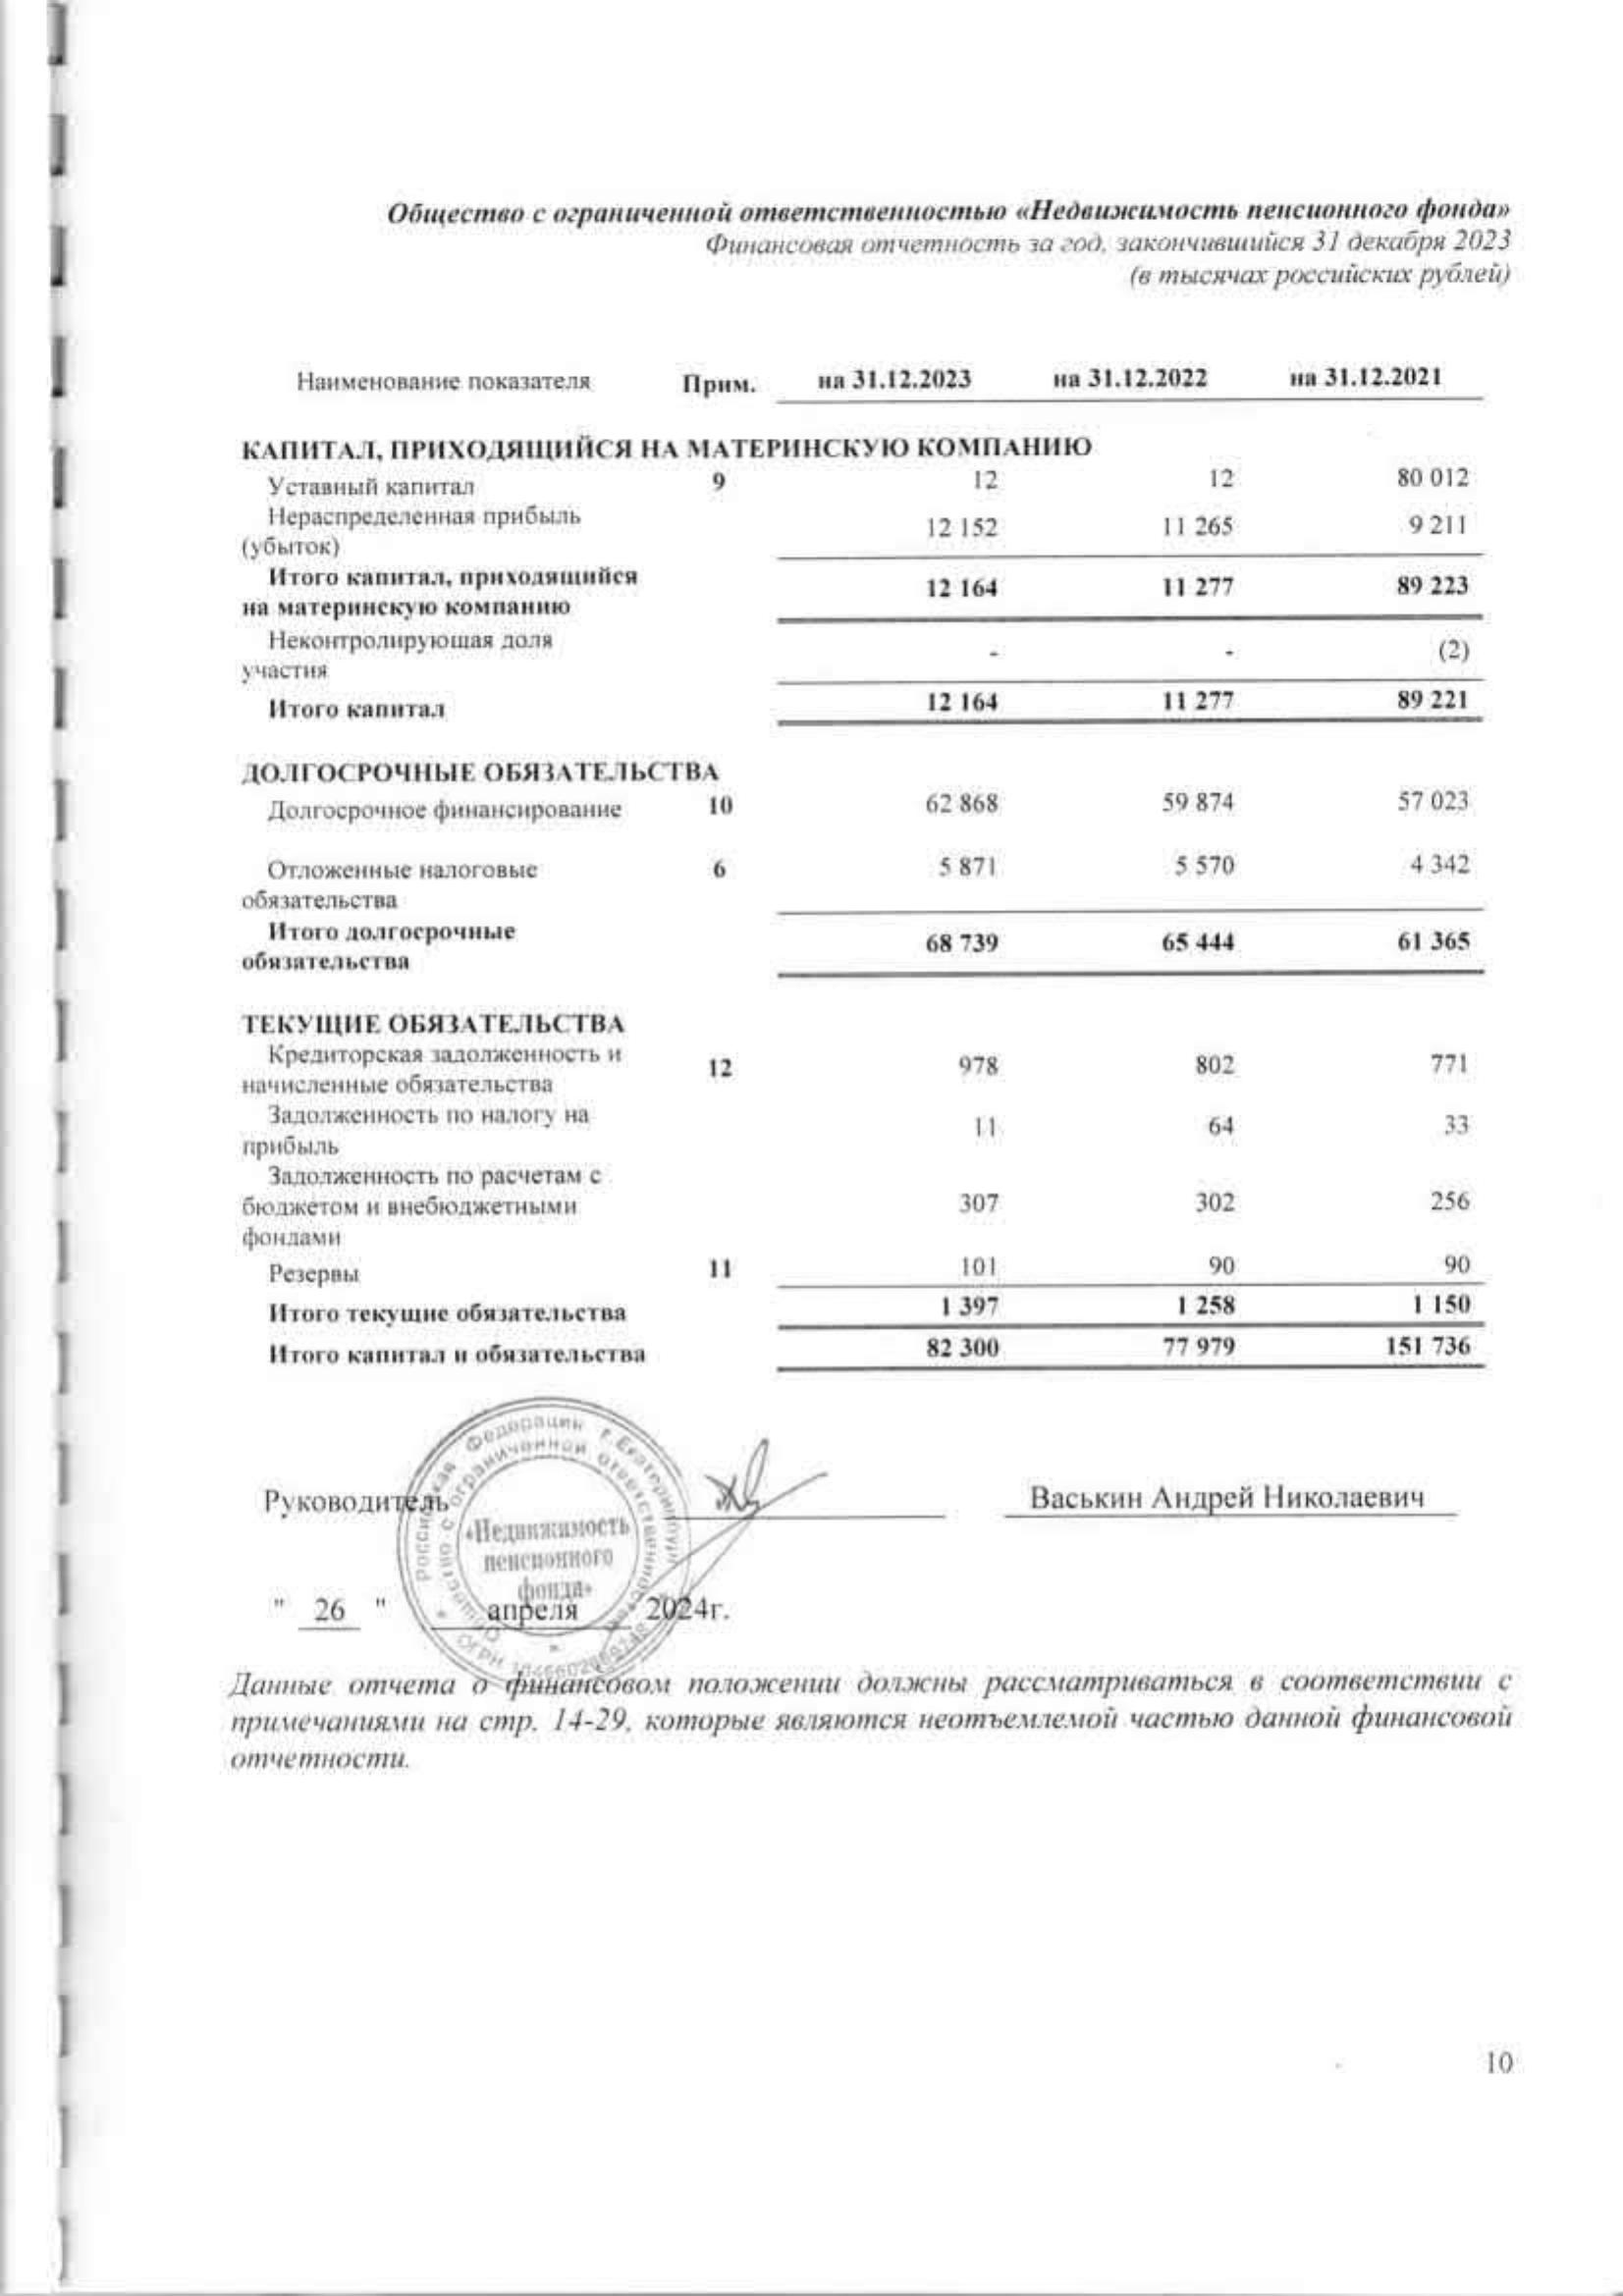 Общество с ограниченной ответственностью «Недвижимость пенсионного фонда»
Финансовая отчетность за год, закончившийся 31 декабря 2023
(в тысячах российских рублей)
Наименование показателя Прим. на 31.12.2023 на 31.12.2022 на 31.12.2021
КАПИТАЛ, ПРИХОДЯЩИЙСЯ НА МАТЕРИНСКУЮ КОМПАНИЮ
Уставный капитал 9 12 12 80 012
Нераспределенная прибыль
(убыток) 12 152 11 265 9 211
Итого капитал, приходящийся
на материнскую компанию 12 164 11 277 89 223
Неконтролирующая доля
участия - - (2)
Итого капитал 12 164 11 277 89 221
ДОЛГОСРОЧНЫЕ ОБЯЗАТЕЛЬСТВА
Долгосрочное финансирование 10 62 868 59 874 57 023
Отложенные налоговые 6 5 871 5 570 4 342
обязательства
Итого долгосрочные
обязательства 68 739 65 444 61 365
ТЕКУЩИЕ ОБЯЗАТЕЛЬСТВА
Кредиторская задолженность и
начисленные обязательства 12 978 802 771
Задолженность по налогу на
прибыль 11 64 33
Задолженность по расчетам с
бюджетом и внебюджетными 307 302 256
фондами
Резервы 11 101 90 90
Итого текущие обязательства 1 397 1 258 1 150
Итого капитал и обязательства 82 300 77 979 151 736
Российская Федерация г.Екатеринбург
Общество с ограниченной ответственностью
«Недвижимость
пенсионного
фонда»
ОГРН
Руководитель Васькин Андрей Николаевич
" 26 " апреля 2024г.
Данные отчета о финансовом положении должны рассматриваться в соответствии с
примечаниями на стр. 14-29, которые являются неотъемлемой частью данной финансовой
отчетности.
10